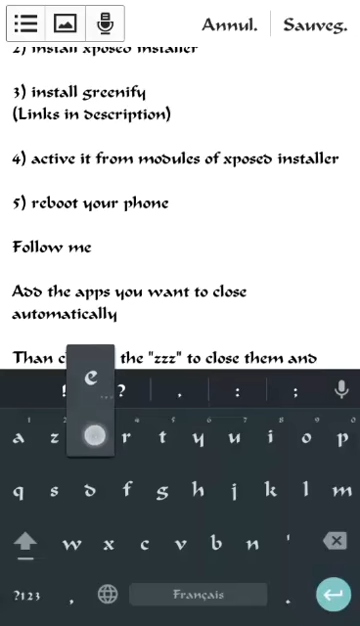 Annul. Sauveg.
2) install xposed installer
3) install greenify
(Links in description)
4) active it from modules of xposed installer
5) reboot your phone
Follow me
Add the apps you want to close
automatically
Than the "zzz" to close them and
e
! ? , : ;
a z r t y u i o p
q s d f g h j k l m
w x c v b n '
?123 , Français .